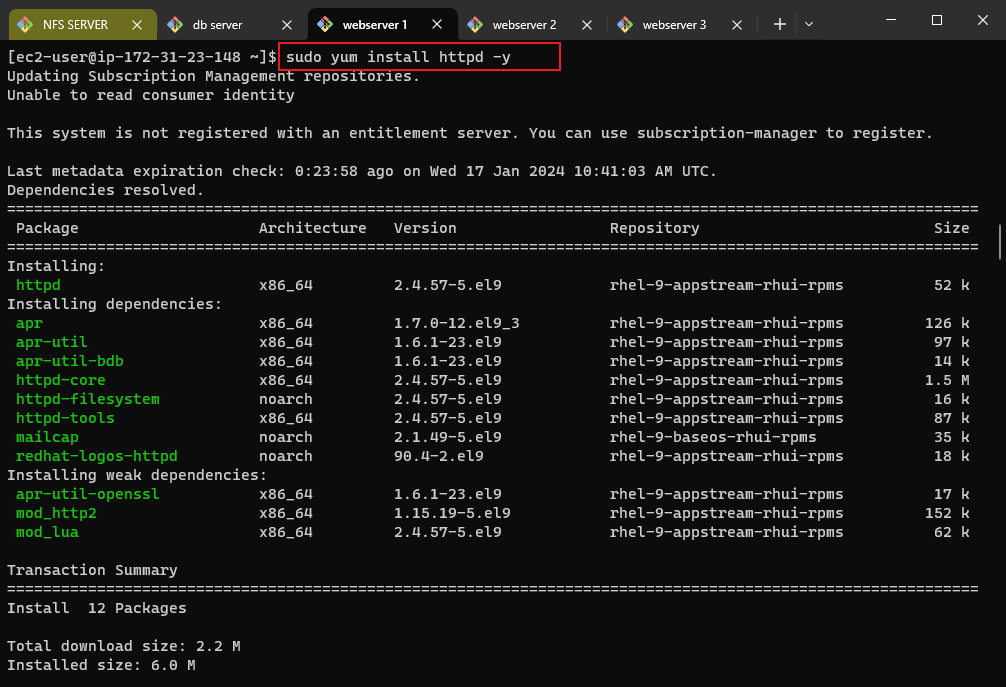 NFS SERVER db server webserver 1 webserver 2 webserver 3
[ec2-user@ip-172-31-23-148 ~]$ sudo yum install httpd -y
Updating Subscription Management repositories.
Unable to read consumer identity
This system is not registered with an entitlement server. You can use subscription-manager to register.
Last metadata expiration check: 0:23:58 ago on Wed 17 Jan 2024 10:41:03 AM UTC.
Dependencies resolved.
============================================================================================================
Package Architecture Version Repository Size
============================================================================================================
Installing:
httpd x86_64 2.4.57-5.el9 rhel-9-appstream-rhui-rpms 52 k
Installing dependencies:
apr x86_64 1.7.0-12.el9_3 rhel-9-appstream-rhui-rpms 126 k
apr-util x86_64 1.6.1-23.el9 rhel-9-appstream-rhui-rpms 97 k
apr-util-bdb x86_64 1.6.1-23.el9 rhel-9-appstream-rhui-rpms 14 k
httpd-core x86_64 2.4.57-5.el9 rhel-9-appstream-rhui-rpms 1.5 M
httpd-filesystem noarch 2.4.57-5.el9 rhel-9-appstream-rhui-rpms 16 k
httpd-tools x86_64 2.4.57-5.el9 rhel-9-appstream-rhui-rpms 87 k
mailcap noarch 2.1.49-5.el9 rhel-9-baseos-rhui-rpms 35 k
redhat-logos-httpd noarch 90.4-2.el9 rhel-9-appstream-rhui-rpms 18 k
Installing weak dependencies:
apr-util-openssl x86_64 1.6.1-23.el9 rhel-9-appstream-rhui-rpms 17 k
mod_http2 x86_64 1.15.19-5.el9 rhel-9-appstream-rhui-rpms 152 k
mod_lua x86_64 2.4.57-5.el9 rhel-9-appstream-rhui-rpms 62 k
Transaction Summary
============================================================================================================
Install 12 Packages
Total download size: 2.2 M
Installed size: 6.0 M